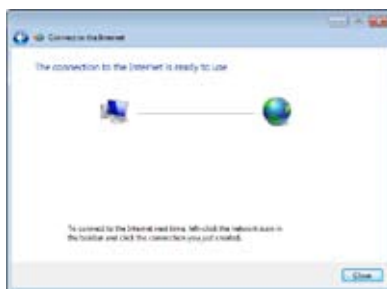 Connect to the Internet
The connection to the Internet is ready to use
To connect to the Internet next time, left-click the network icon in
the taskbar and click the connection you just created.
Close